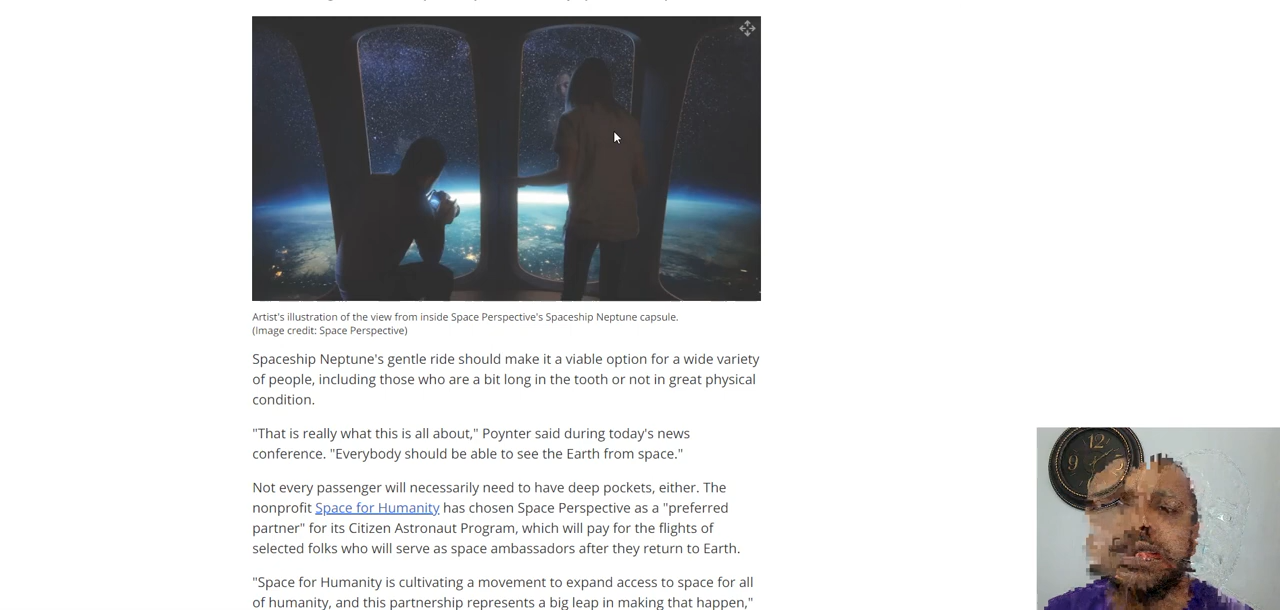 Artist's illustration of the view from inside Space Perspective's Spaceship Neptune capsule.
(Image credit: Space Perspective)
Spaceship Neptune's gentle ride should make it a viable option for a wide variety
of people, including those who are a bit long in the tooth or not in great physical
condition.
"That is really what this is all about," Poynter said during today's news
conference. "Everybody should be able to see the Earth from space."
Not every passenger will necessarily need to have deep pockets, either. The
nonprofit Space for Humanity has chosen Space Perspective as a "preferred
partner" for its Citizen Astronaut Program, which will pay for the flights of
selected folks who will serve as space ambassadors after they return to Earth.
"Space for Humanity is cultivating a movement to expand access to space for all
of humanity, and this partnership represents a big leap in making that happen,"
12
9